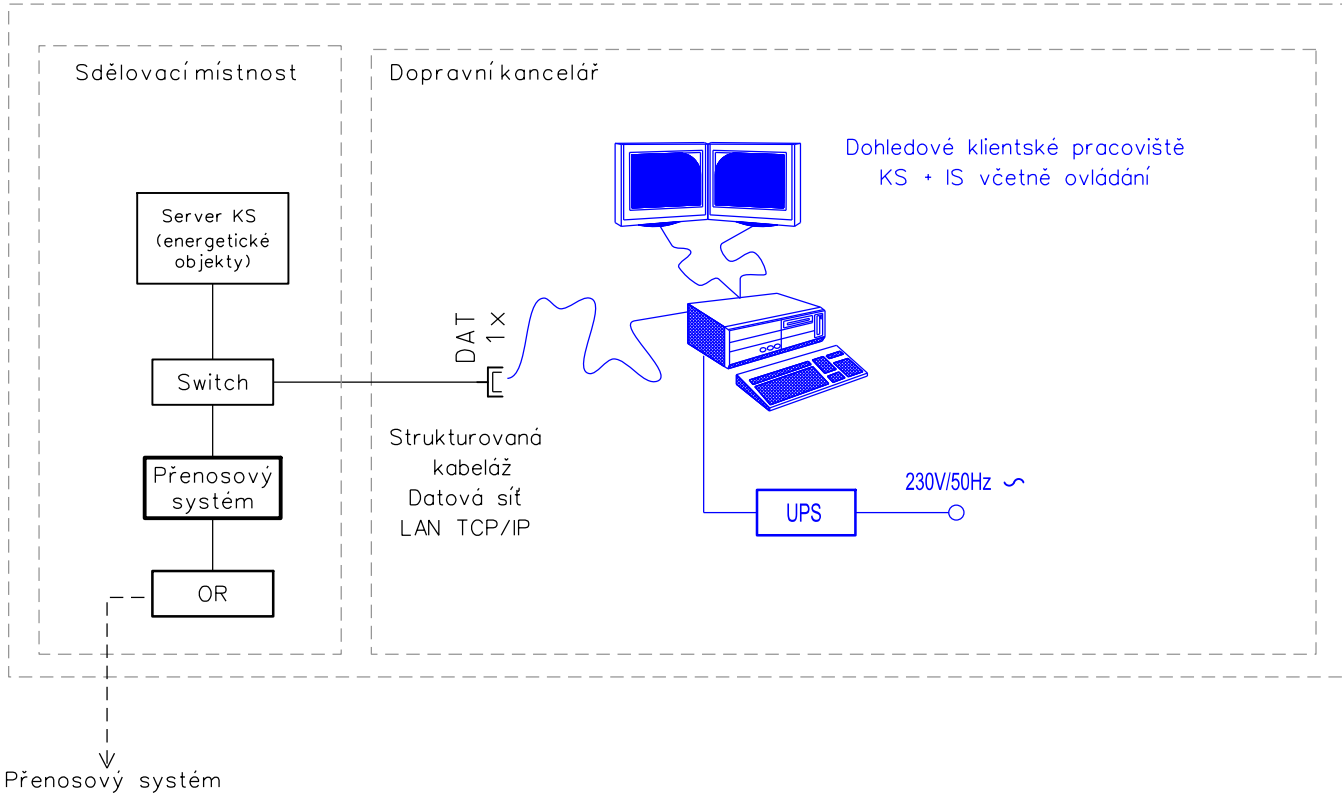 Sdělovací místnost
Server KS
(energetické
objekty)
Switch
Přenosový
systém
OR
Přenosový systém
Dopravní kancelář
DAT
1x
Strukturovaná
kabeláž
Datová síť
LAN TCP/IP
Dohledové klientské pracoviště
KS + IS včetně ovládání
230V/50Hz ~
UPS